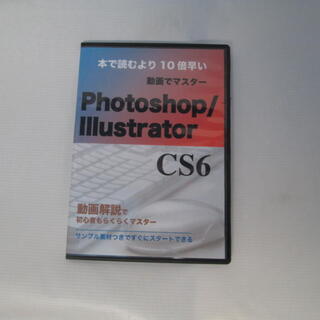 本で読むより10倍早い
動画でマスター
Photoshop/
Illustrator
CS6
動画解説で
初心者もらくらくマスター
サンプル素材つきですぐにスタートできる